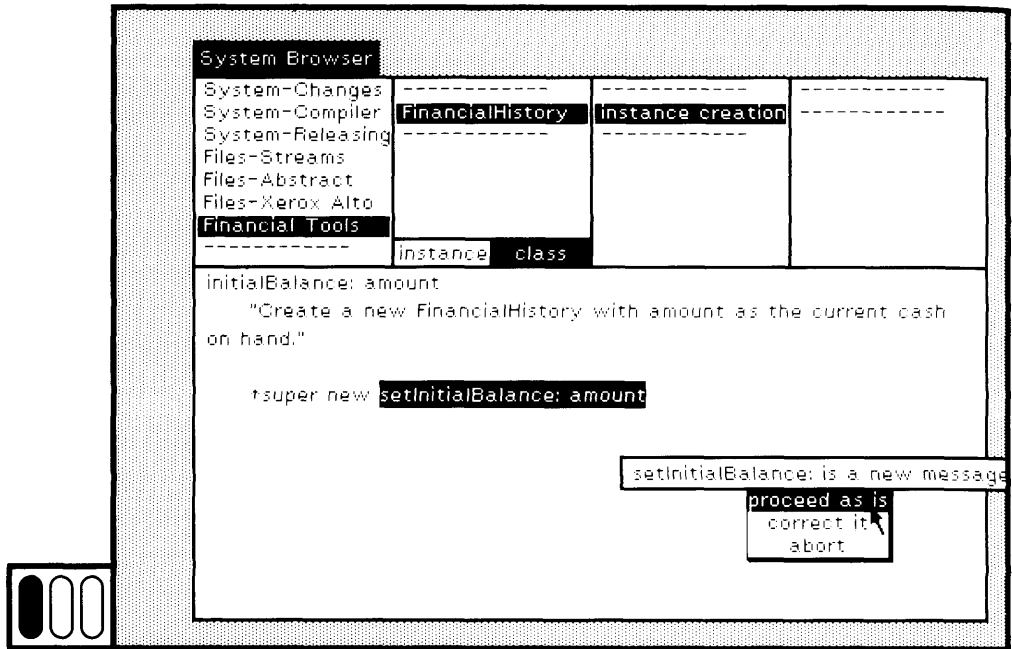 System Browser
System-Changes
System-Compiler
System-Releasing
Files-Streams
Files-Abstract
Files-Xerox Alto
Financial Tools
------------
------------
FinancialHistory
------------
instance class
------------
instance creation
------------
------------
------------
initialBalance: amount
"Create a new FinancialHistory with amount as the current cash
on hand."
↑super new setInitialBalance: amount
setInitialBalance: is a new message
proceed as is
correct it
abort